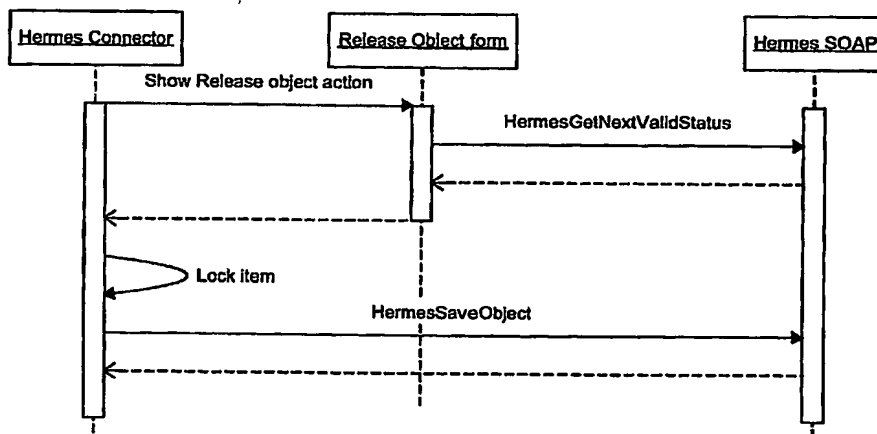 Hermes Connector
Release Object form
Hermes SOAP
Show Release object action
HermesGetNextValidStatus
Lock item
HermesSaveObject